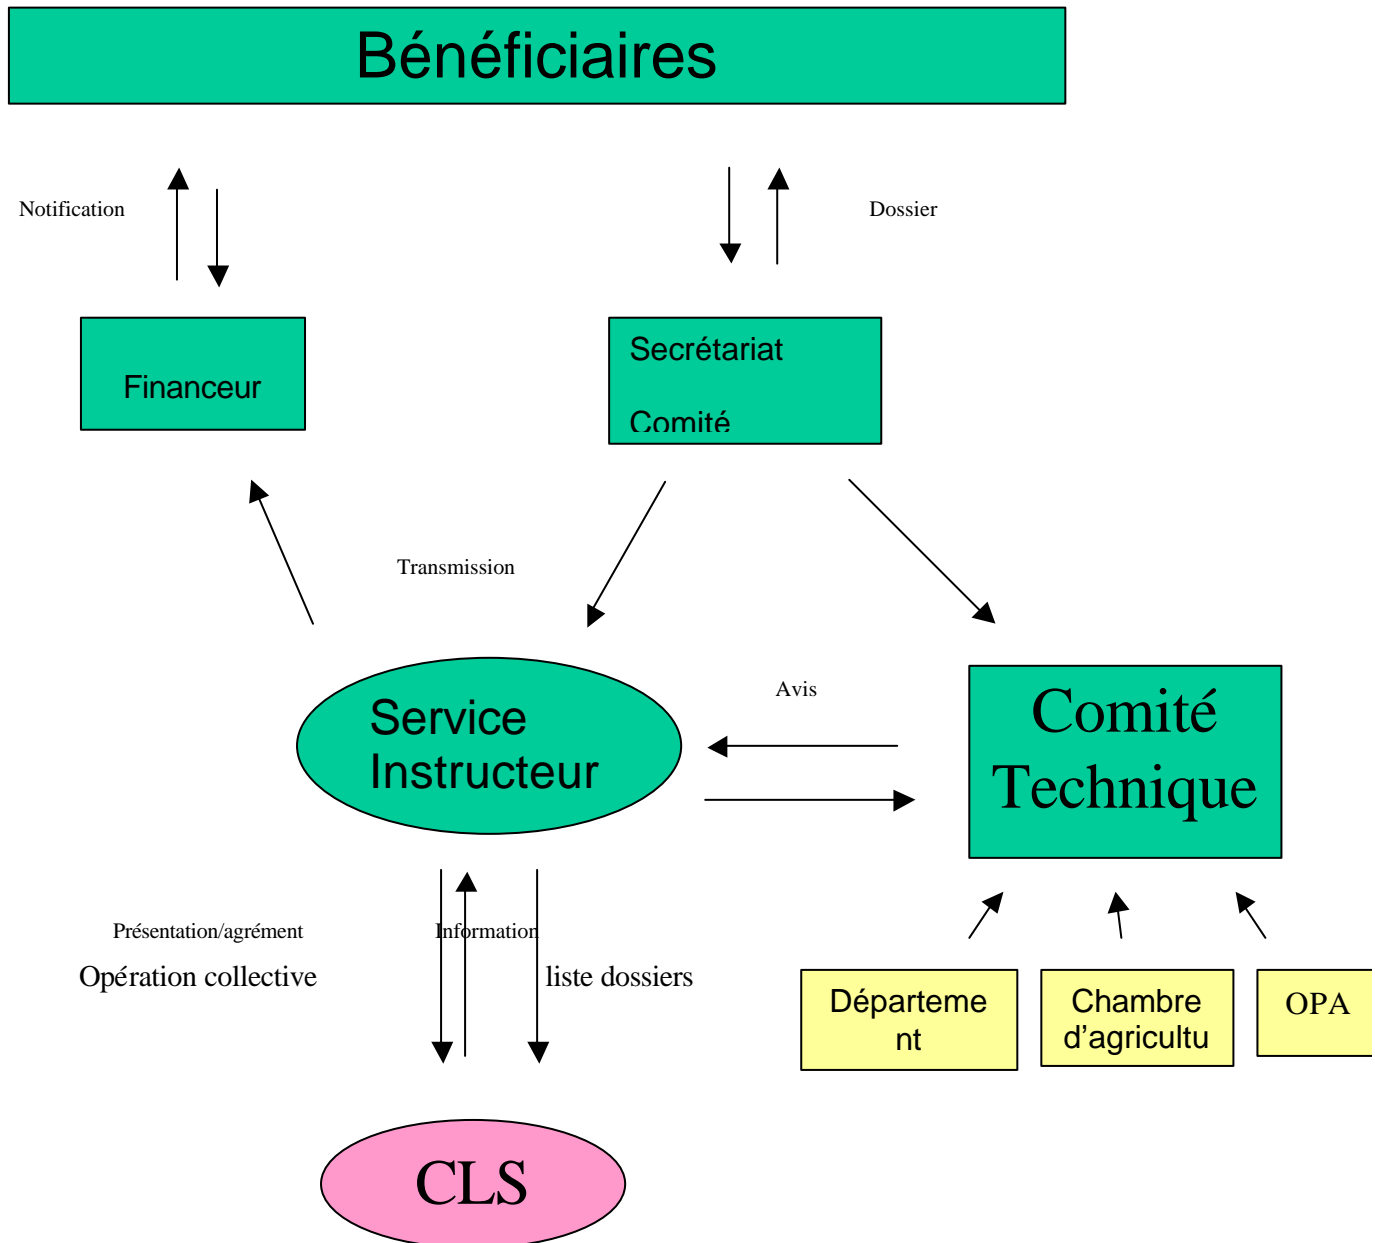 Bénéficiaires
Notification
Dossier
Financeur
Secrétariat
Comité
Transmission
Service
Instructeur
Avis
Comité
Technique
Présentation/agrément
Information
Opération collective
liste dossiers
Départeme
nt
Chambre
d'agricultu
OPA
CLS